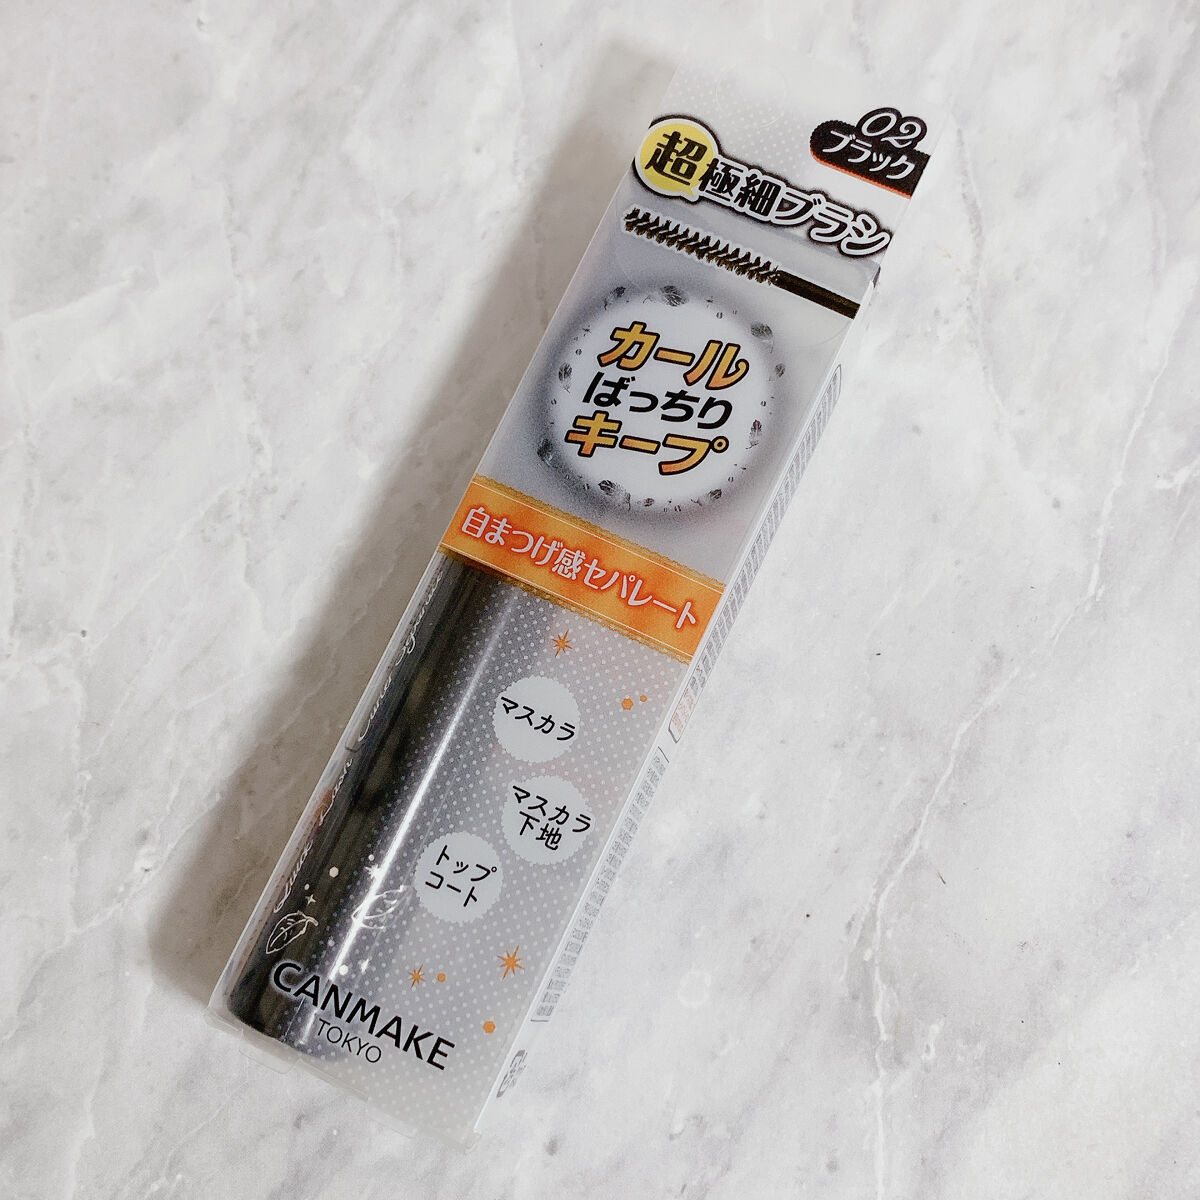 02
ブラック
超極細ブラシ
カール
ばっちり
キープ
自まつげ感セパレート
マスカラ
マスカラ
下地
トップ
コート
CANMAKE
TOKYO